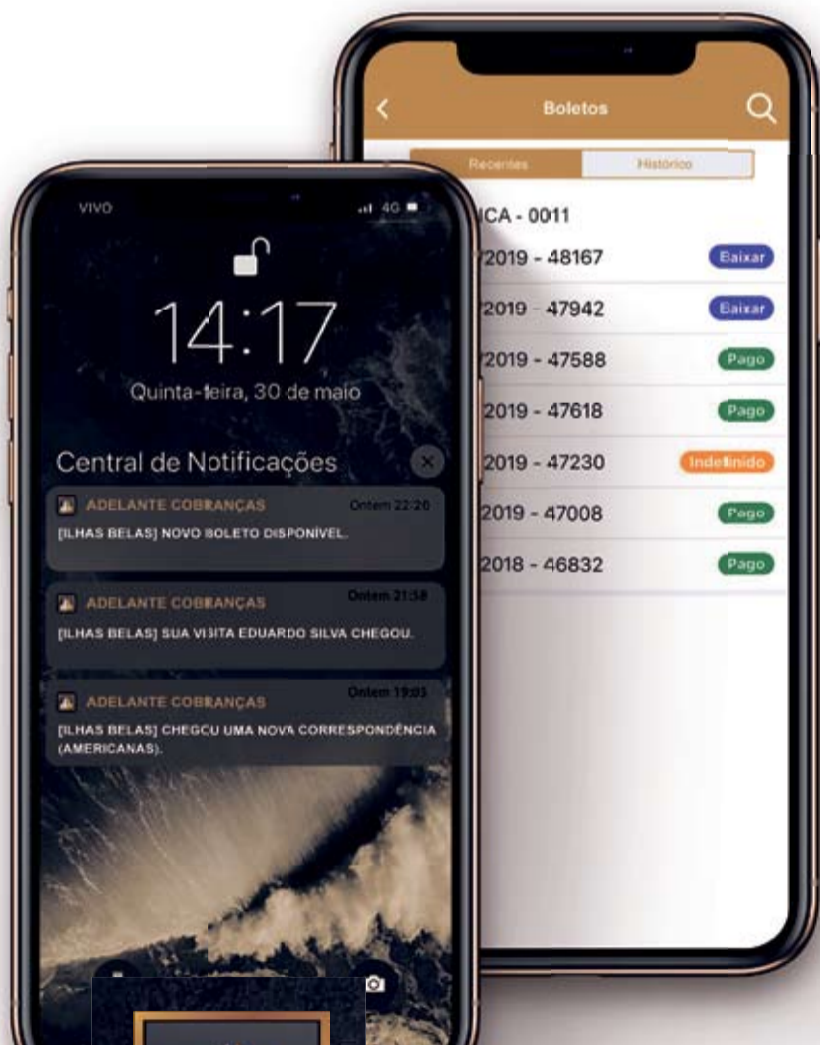 VIVO
4G
14:17
Quinta-feira, 30 de maio
Central de Notificações
ADELANTE COBRANÇAS
Ontem 22:26
[ILHAS BELAS] NOVO BOLETO DISPONÍVEL.
ADELANTE COBRANÇAS
Ontem 21:58
[ILHAS BELAS] SUA VISITA EDUARDO SILVA CHEGOU.
ADELANTE COBRANÇAS
Ontem 19:03
[ILHAS BELAS] CHEGOU UMA NOVA CORRESPONDÊNCIA
(AMERICANAS).
Boletos
Recentes
Histórico
ICA - 0011
/2019 - 48167
Baixar
/2019 - 47942
Baixar
/2019 - 47588
Pago
2019 - 47618
Pago
2019 - 47230
Indefinido
2019 - 47008
Pago
2018 - 46832
Pago